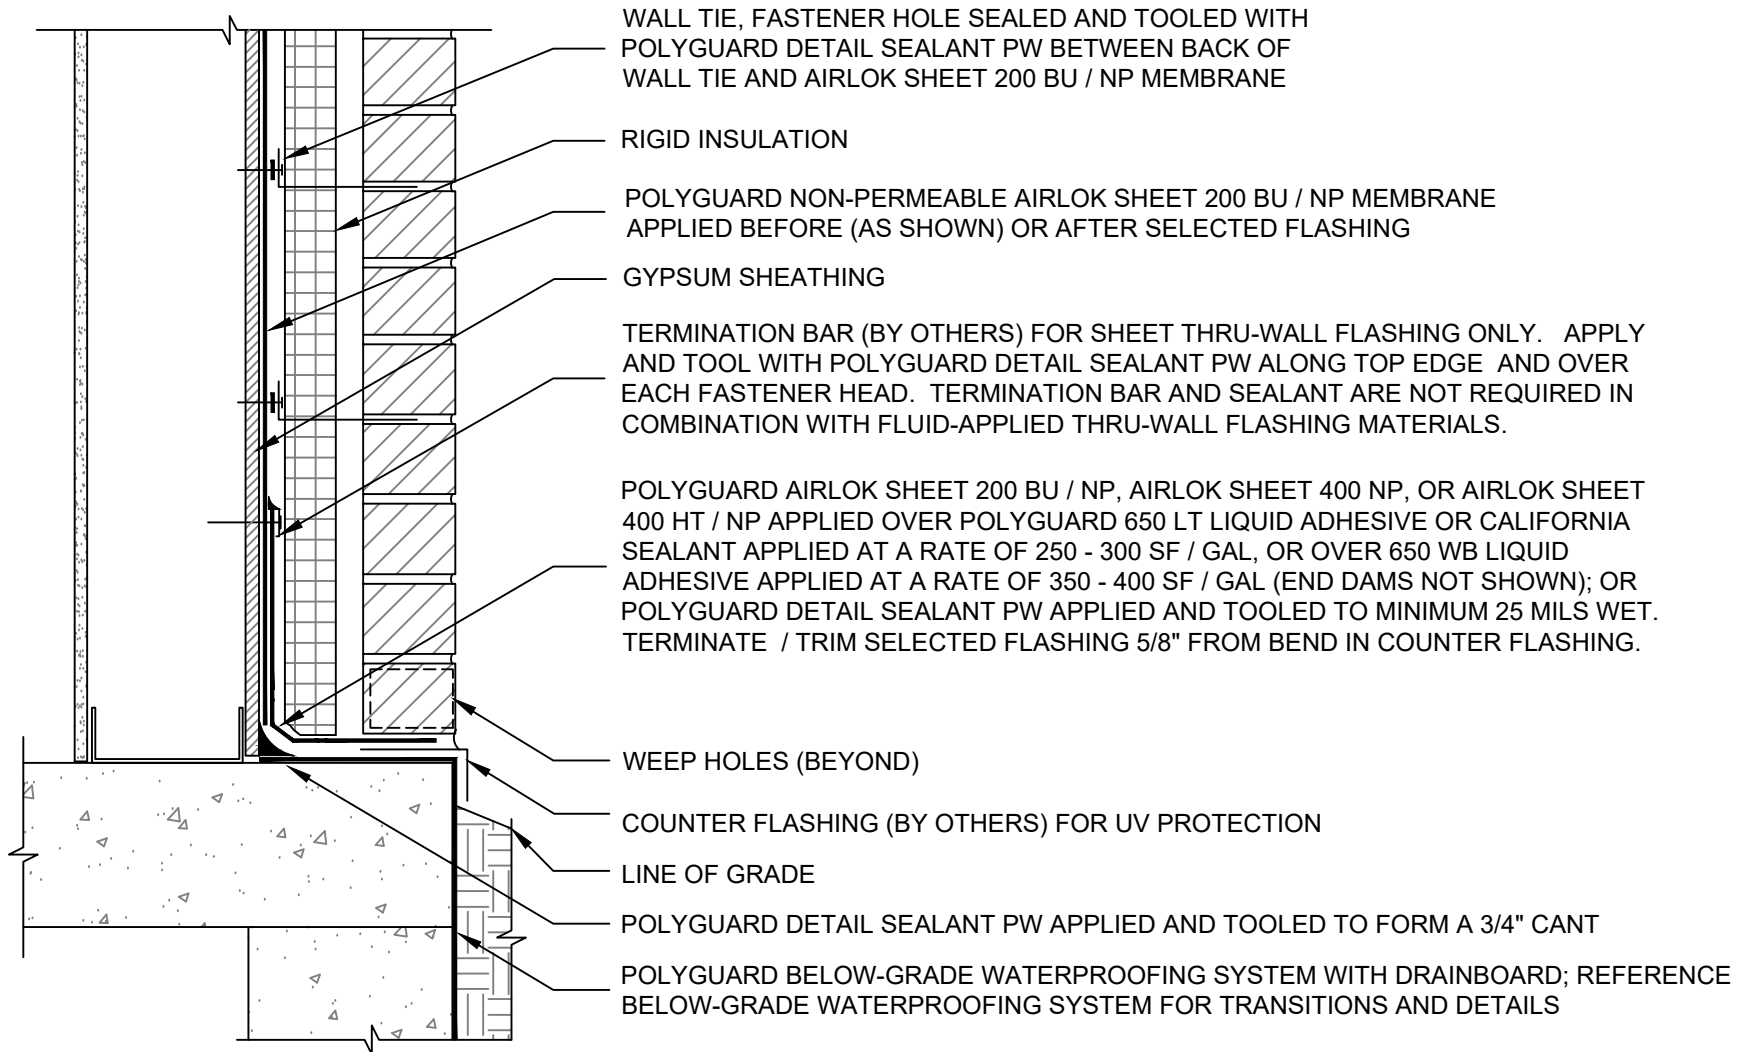 WALL TIE, FASTENER HOLE SEALED AND TOOLED WITH
POLYGUARD DETAIL SEALANT PW BETWEEN BACK OF
WALL TIE AND AIRLOK SHEET 200 BU / NP MEMBRANE
RIGID INSULATION
POLYGUARD NON-PERMEABLE AIRLOK SHEET 200 BU / NP MEMBRANE
APPLIED BEFORE (AS SHOWN) OR AFTER SELECTED FLASHING
GYPSUM SHEATHING
TERMINATION BAR (BY OTHERS) FOR SHEET THRU-WALL FLASHING ONLY. APPLY
AND TOOL WITH POLYGUARD DETAIL SEALANT PW ALONG TOP EDGE AND OVER
EACH FASTENER HEAD. TERMINATION BAR AND SEALANT ARE NOT REQUIRED IN
COMBINATION WITH FLUID-APPLIED THRU-WALL FLASHING MATERIALS.
POLYGUARD AIRLOK SHEET 200 BU / NP, AIRLOK SHEET 400 NP, OR AIRLOK SHEET
400 HT / NP APPLIED OVER POLYGUARD 650 LT LIQUID ADHESIVE OR CALIFORNIA
SEALANT APPLIED AT A RATE OF 250 - 300 SF / GAL, OR OVER 650 WB LIQUID
ADHESIVE APPLIED AT A RATE OF 350 - 400 SF / GAL (END DAMS NOT SHOWN); OR
POLYGUARD DETAIL SEALANT PW APPLIED AND TOOLED TO MINIMUM 25 MILS WET.
TERMINATE / TRIM SELECTED FLASHING 5/8" FROM BEND IN COUNTER FLASHING.
WEEP HOLES (BEYOND)
COUNTER FLASHING (BY OTHERS) FOR UV PROTECTION
LINE OF GRADE
POLYGUARD DETAIL SEALANT PW APPLIED AND TOOLED TO FORM A 3/4" CANT
POLYGUARD BELOW-GRADE WATERPROOFING SYSTEM WITH DRAINBOARD; REFERENCE
BELOW-GRADE WATERPROOFING SYSTEM FOR TRANSITIONS AND DETAILS